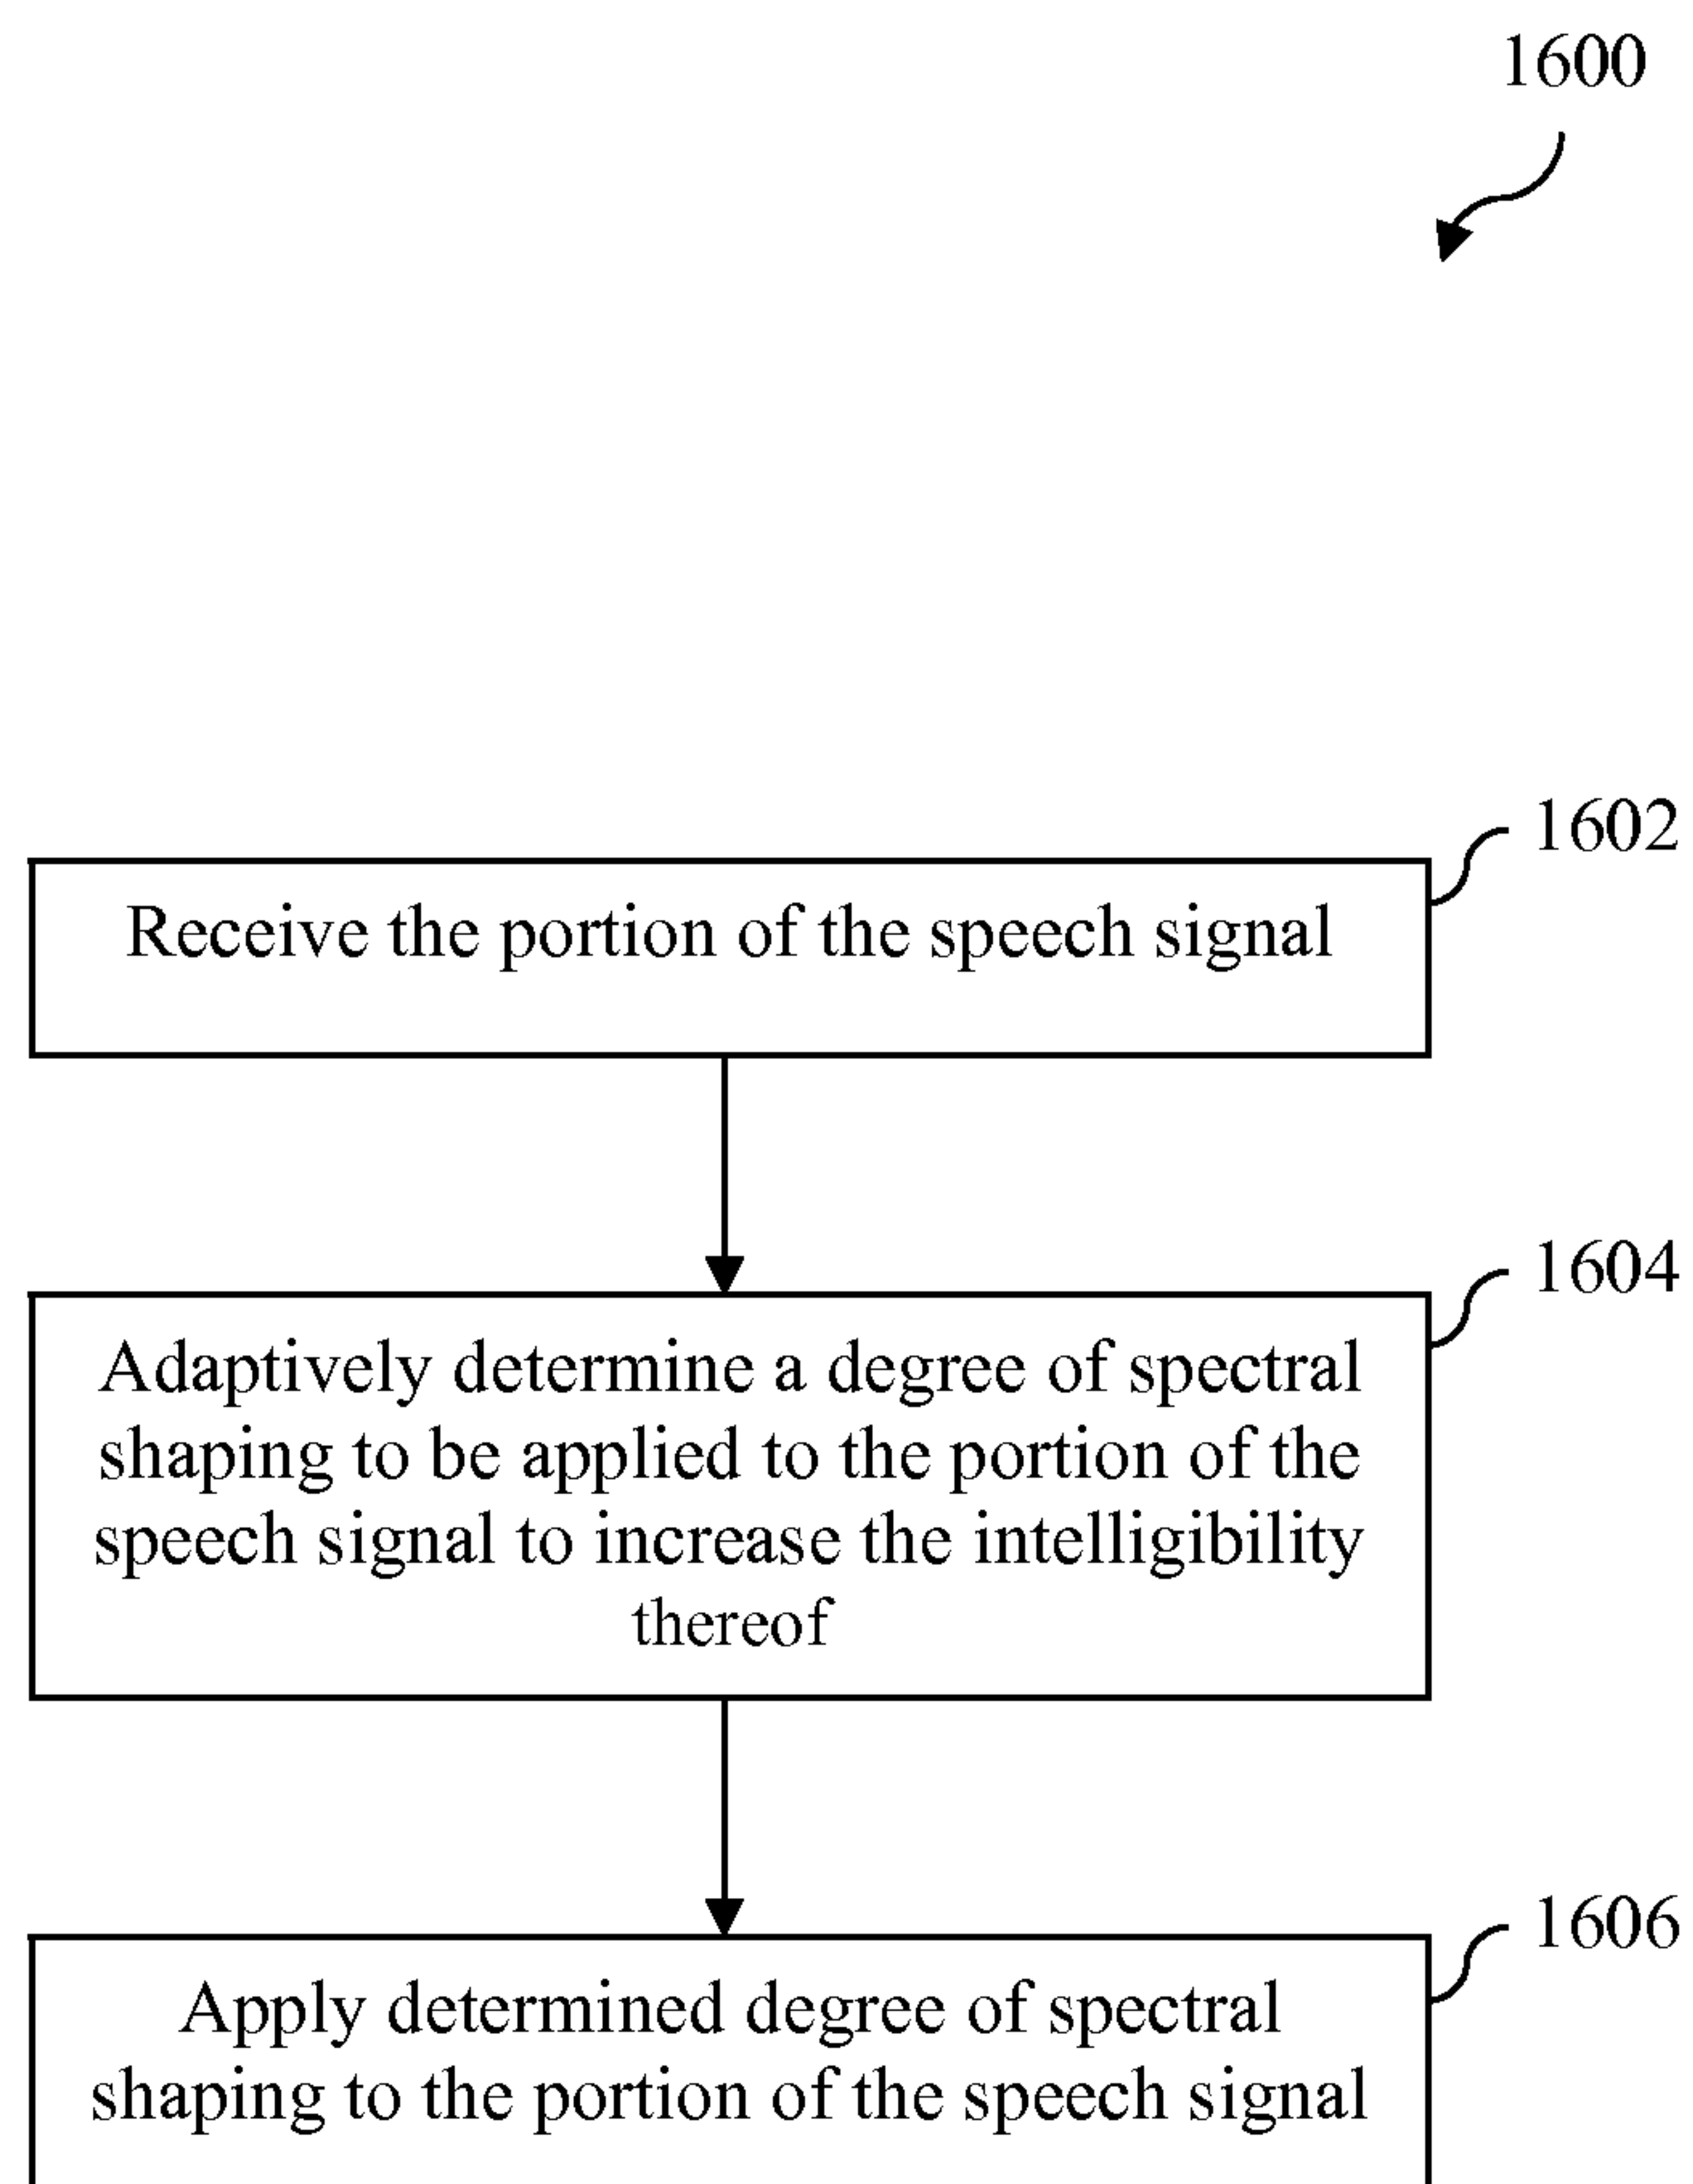 1600
1602
Receive the portion of the speech signal
1604
Adaptively determine a degree of spectral
shaping to be applied to the portion of the
speech signal to increase the intelligibility
thereof
1606
Apply determined degree of spectral
shaping to the portion of the speech signal